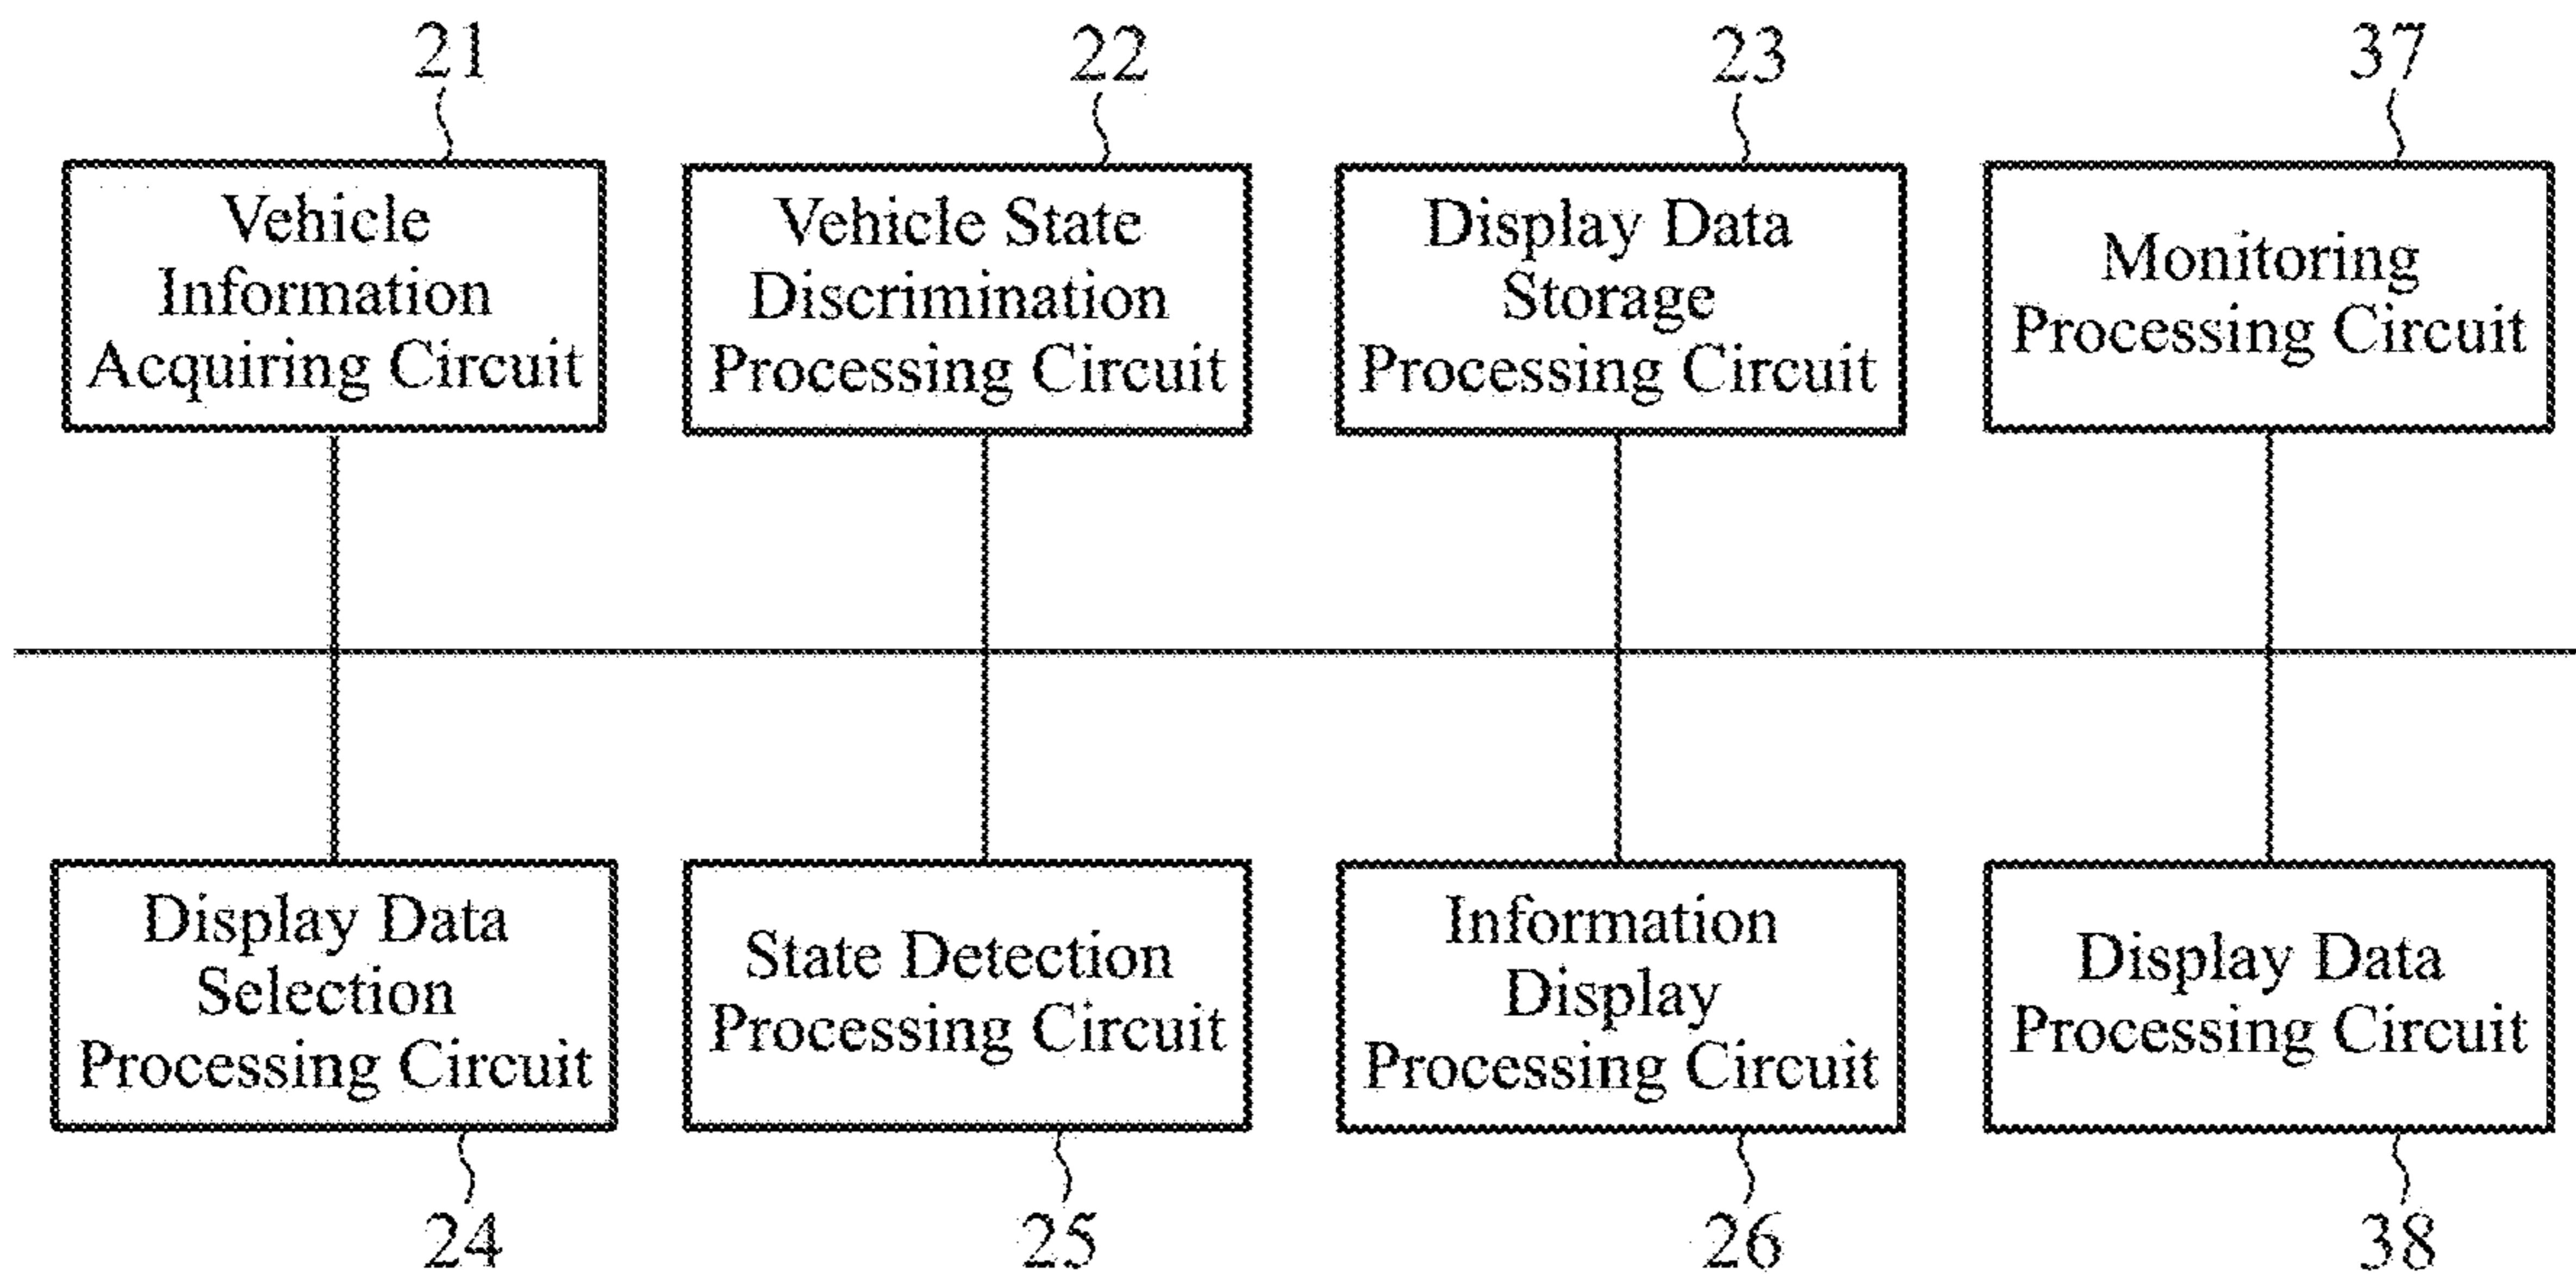 21
22
23
37
Vehicle
Information
Acquiring Circuit
Vehicle State
Discrimination
Processing Circuit
Display Data
Storage
Processing Circuit
Monitoring
Processing Circuit
Display Data
Selection
Processing Circuit
State Detection
Processing Circuit
Information
Display
Processing Circuit
Display Data
Processing Circuit
24
25
26
38